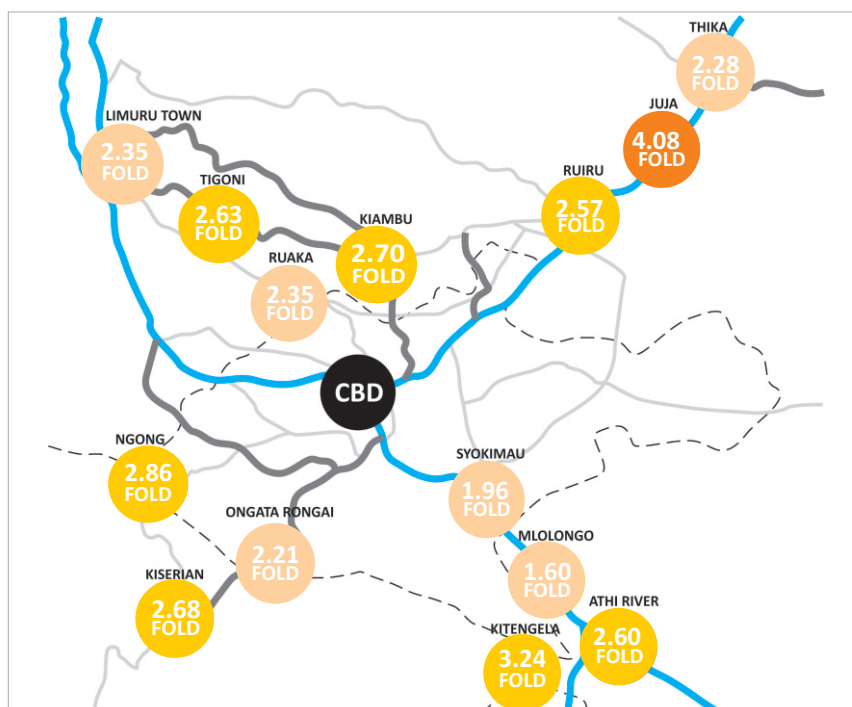 THIKA
2.28
FOLD
JUJA
4.08
FOLD
LIMURU TOWN
2.35
FOLD
TIGONI
2.63
FOLD
RUIRU
2.57
FOLD
KIAMBU
2.70
FOLD
RUAKA
2.35
FOLD
CBD
NGONG
2.86
FOLD
SYOKIMAU
1.96
FOLD
ONGATA RONGAI
2.21
FOLD
MLOLONGO
1.60
FOLD
KISERIAN
2.68
FOLD
ATHI RIVER
2.60
FOLD
KITENGELA
3.24
FOLD